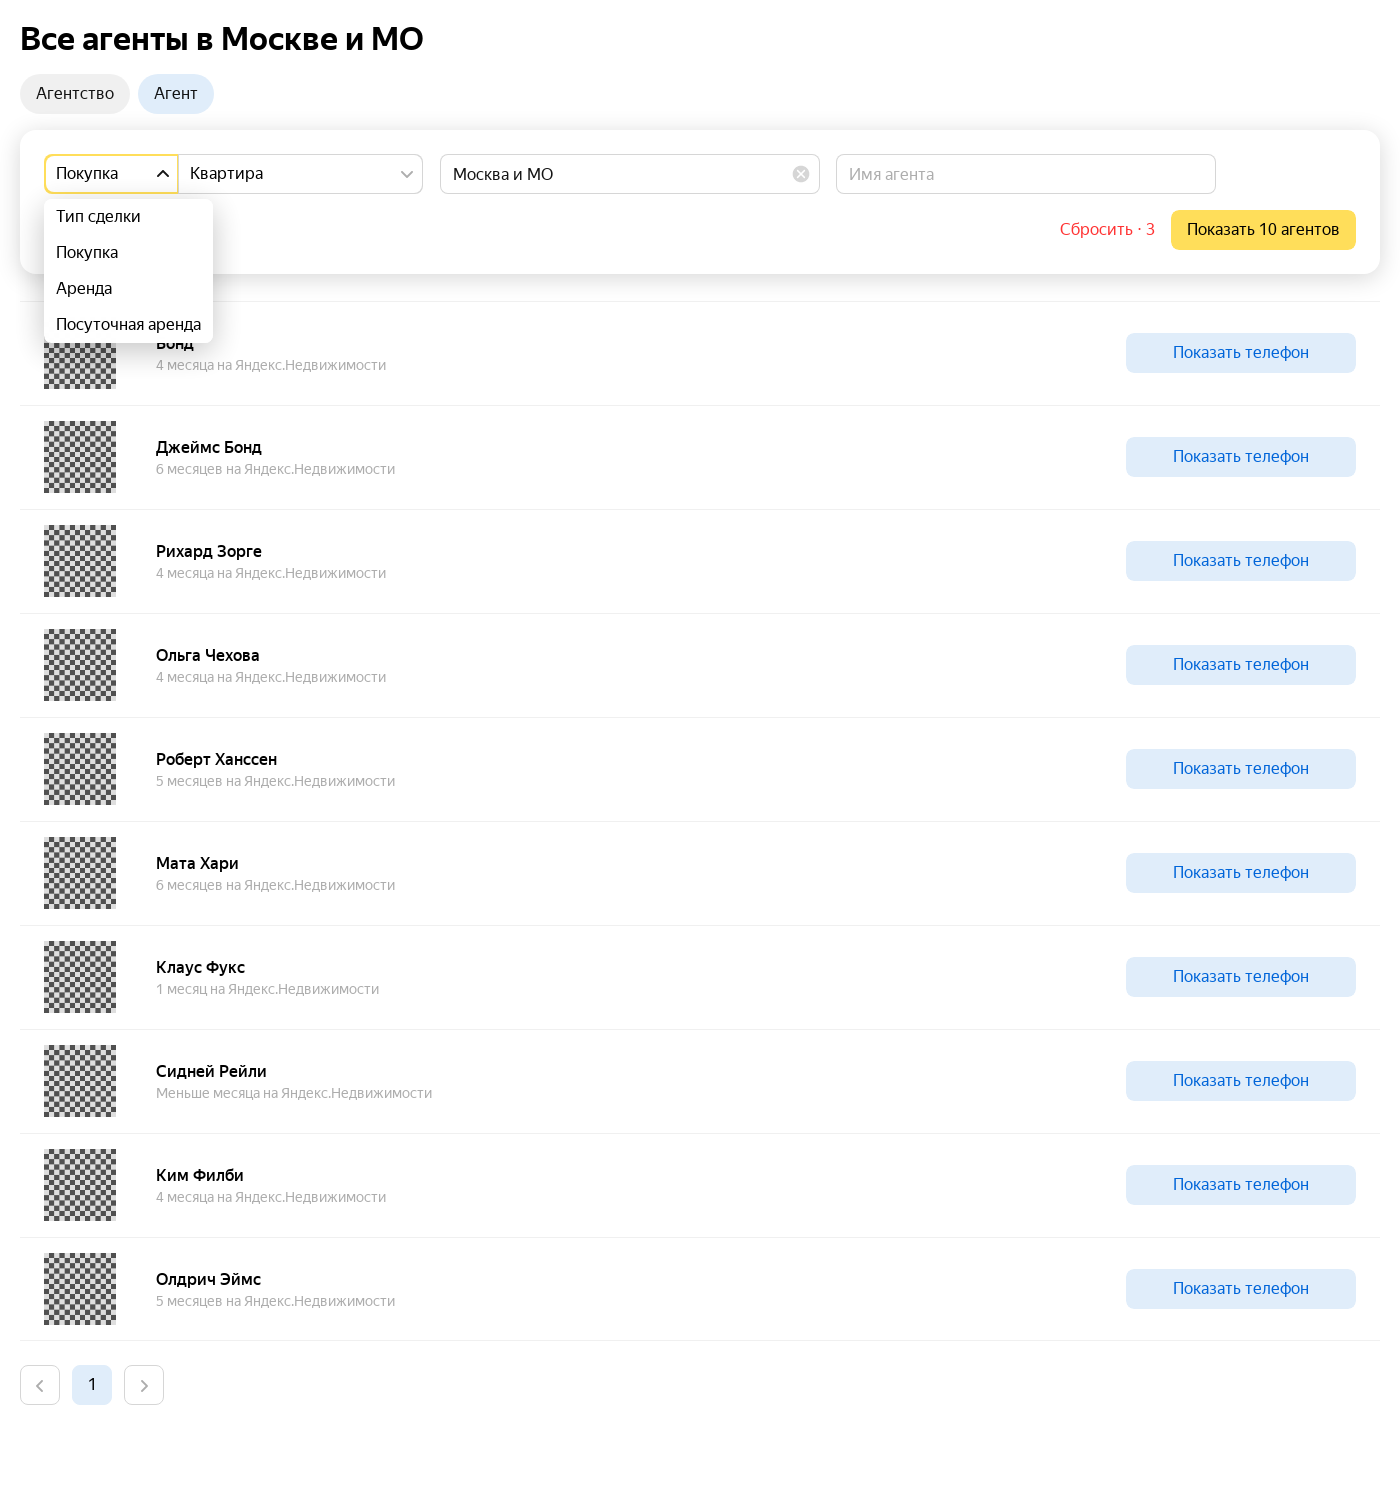 Все агенты в Москве и МО
Агентство Агент
Покупка Квартира Москва и МО Имя агента
Тип сделки
Сбросить · 3 Показать 10 агентов
Покупка
Аренда
Посуточная аренда
Бонд
4 месяца на Яндекс.Недвижимости
Показать телефон
Джеймс Бонд
6 месяцев на Яндекс.Недвижимости
Показать телефон
Рихард Зорге
4 месяца на Яндекс.Недвижимости
Показать телефон
Ольга Чехова
4 месяца на Яндекс.Недвижимости
Показать телефон
Роберт Ханссен
5 месяцев на Яндекс.Недвижимости
Показать телефон
Мата Хари
6 месяцев на Яндекс.Недвижимости
Показать телефон
Клаус Фукс
1 месяц на Яндекс.Недвижимости
Показать телефон
Сидней Рейли
Меньше месяца на Яндекс.Недвижимости
Показать телефон
Ким Филби
4 месяца на Яндекс.Недвижимости
Показать телефон
Олдрич Эймс
5 месяцев на Яндекс.Недвижимости
Показать телефон
1